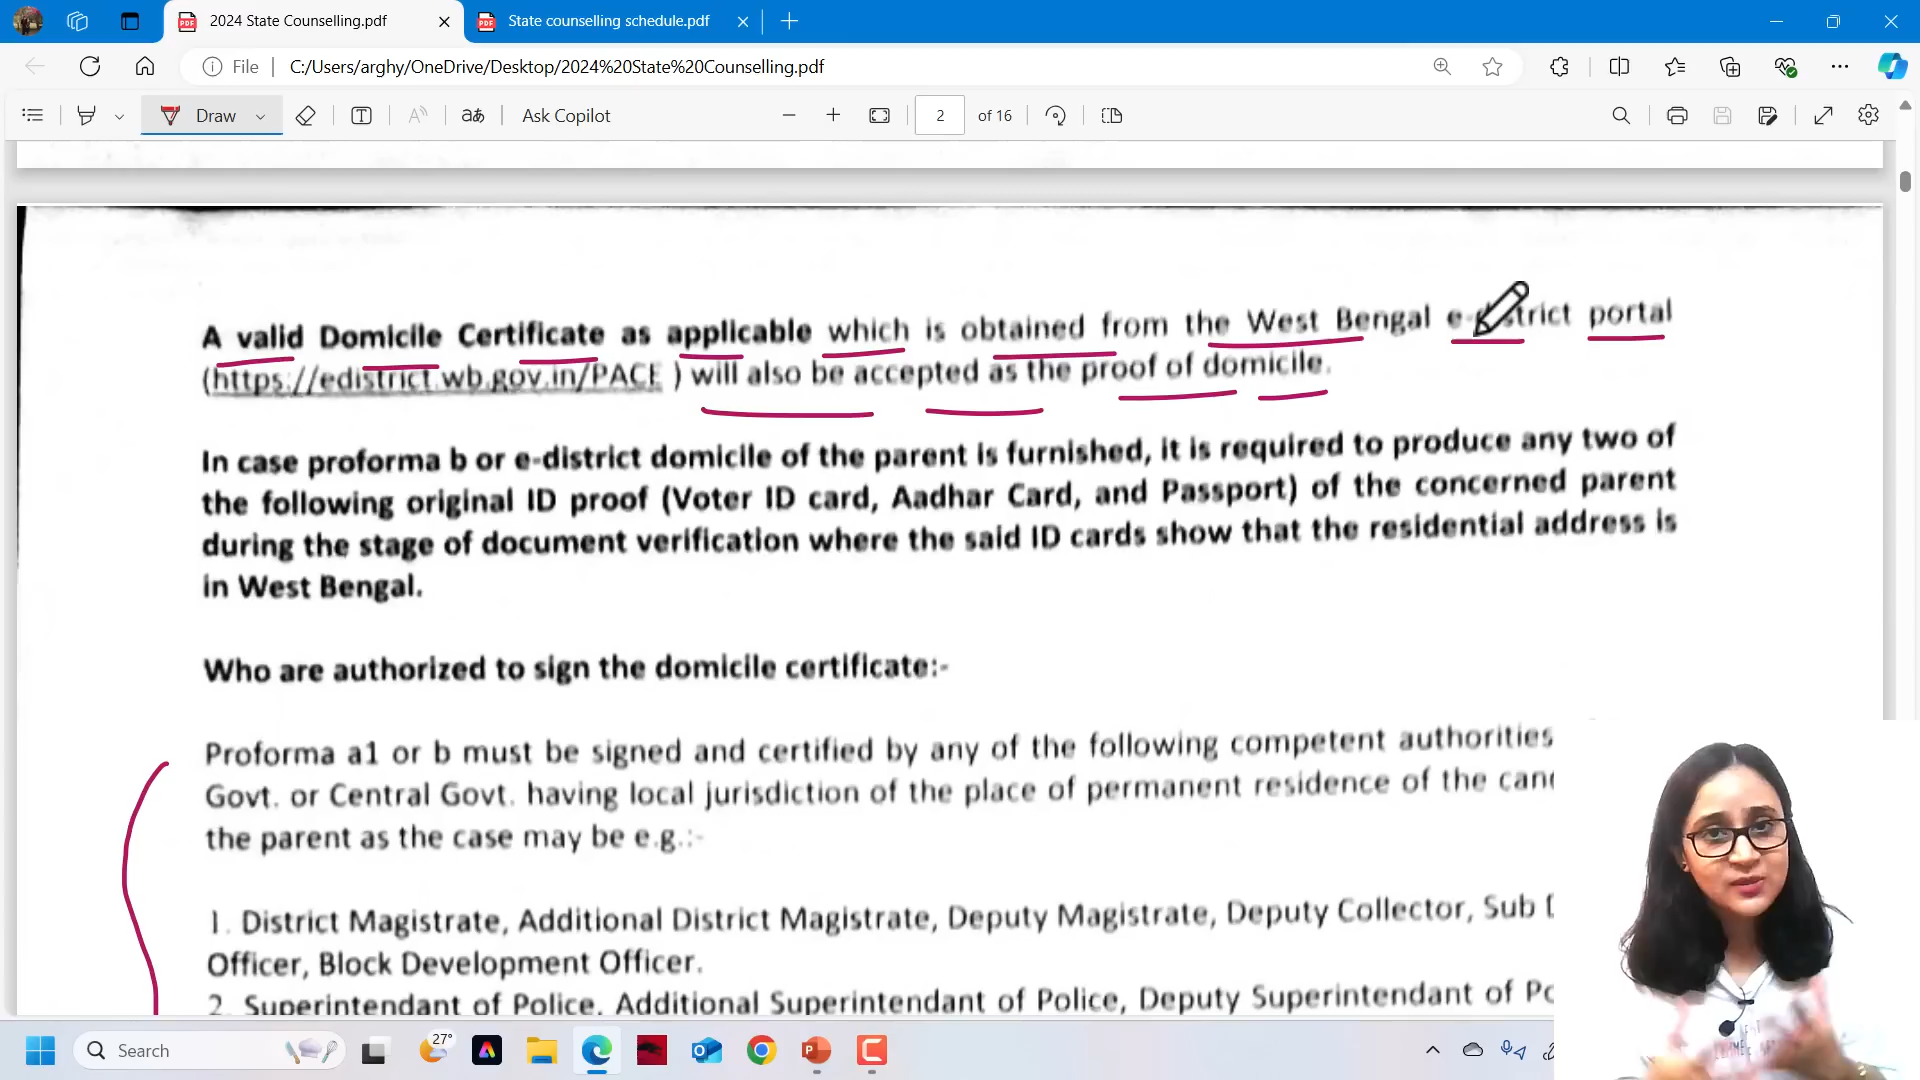 2024 State Counselling.pdf
State counselling schedule.pdf
File
C:/Users/arghy/OneDrive/Desktop/2024%20State%20Counselling.pdf
Draw
aあ
Ask Copilot
2 of 16
A valid Domicile Certificate as applicable which is obtained from the West Bengal e-district portal
(https://edistrict.wb.gov.in/PACE ) will also be accepted as the proof of domicile.
In case proforma b or e-district domicile of the parent is furnished, it is required to produce any two of
the following original ID proof (Voter ID card, Aadhar Card, and Passport) of the concerned parent
during the stage of document verification where the said ID cards show that the residential address is
in West Bengal.
Who are authorized to sign the domicile certificate:-
Proforma a1 or b must be signed and certified by any of the following competent authorities
Govt. or Central Govt. having local jurisdiction of the place of permanent residence of the
the parent as the case may be e.g.:-
1. District Magistrate, Additional District Magistrate, Deputy Magistrate, Deputy Collector, Sub
Officer, Block Development Officer.
2. Superintendant of Police, Additional Superintendant of Police, Deputy Superintendant of
Search
27°